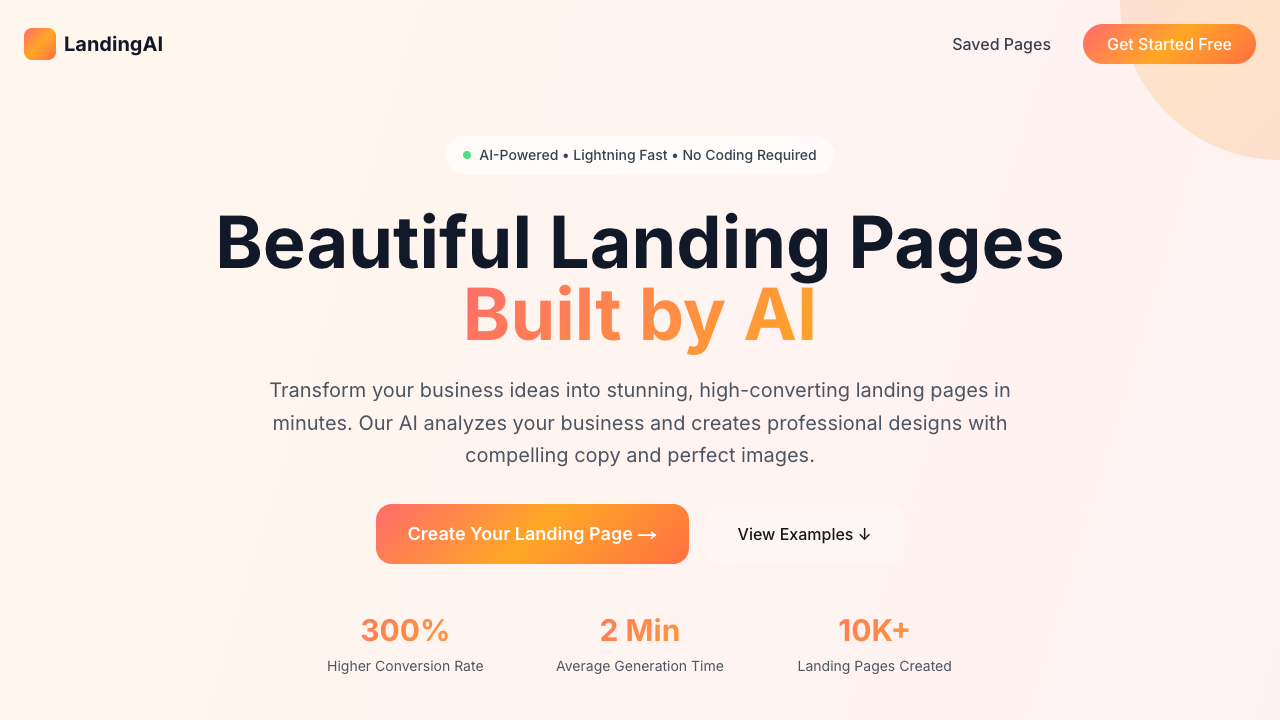 LandingAI
Saved Pages
Get Started Free
AI-Powered • Lightning Fast • No Coding Required
Beautiful Landing Pages
Built by AI
Transform your business ideas into stunning, high-converting landing pages in
minutes. Our AI analyzes your business and creates professional designs with
compelling copy and perfect images.
Create Your Landing Page →
View Examples ↓
300%
Higher Conversion Rate
2 Min
Average Generation Time
10K+
Landing Pages Created